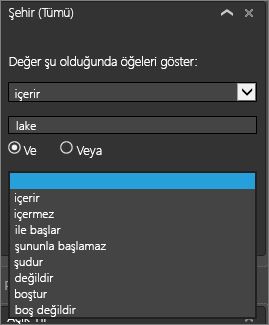 Şehir (Tümü)
Değer şu olduğunda öğeleri göster:
içerir
lake
Ve
Veya
içerir
içermez
ile başlar
şununla başlamaz
şudur
değildir
boştur
boş değildir